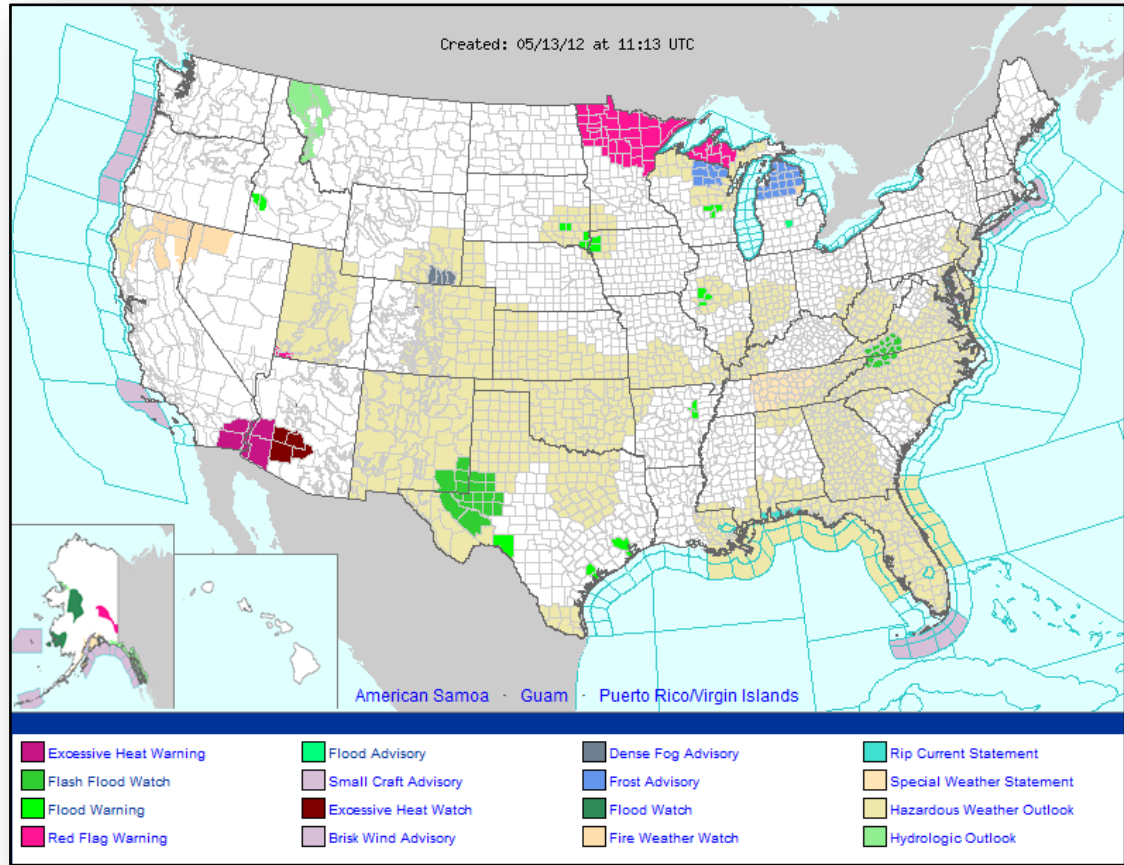 Created: 05/13/12 at 11:13 UTC
American Samoa - Guam - Puerto Rico/Virgin Islands
Excessive Heat Warning
Flood Advisory
Dense Fog Advisory
Rip Current Statement
Flash Flood Watch
Small Craft Advisory
Frost Advisory
Special Weather Statement
Flood Warning
Excessive Heat Watch
Flood Watch
Hazardous Weather Outlook
Red Flag Warning
Brisk Wind Advisory
Fire Weather Watch
Hydrologic Outlook